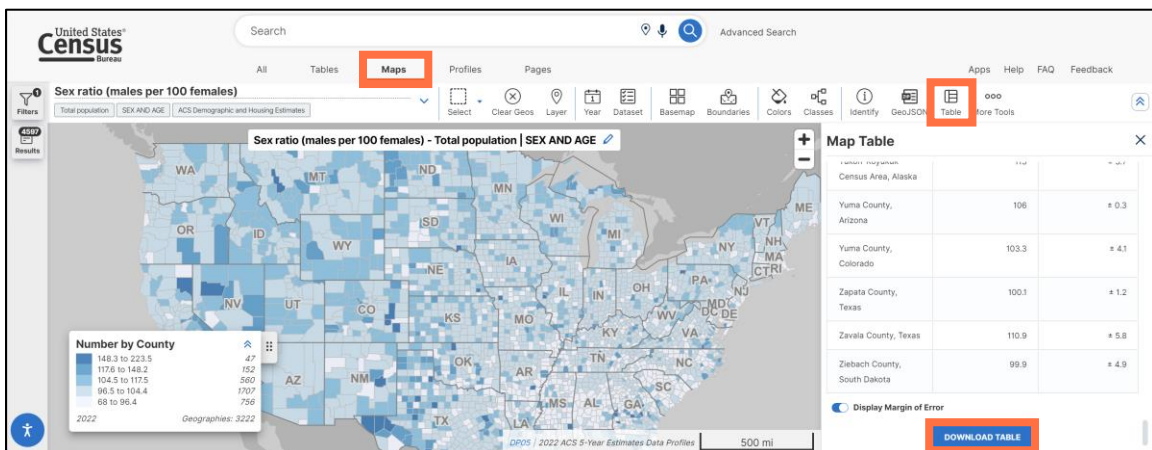 United States®
Census
Bureau
Search
Advanced Search
All Tables Maps Profiles Pages
Apps Help FAQ Feedback
1
Filters
4597
Results
Sex ratio (males per 100 females)
Total population SEX AND AGE ACS Demographic and Housing Estimates
Select Clear Geos Layer Year Dataset Basemap Boundaries Colors Classes Identify GeoJSON Table More Tools
Sex ratio (males per 100 females) - Total population | SEX AND AGE
+
−
WA
MT
ND
MN
ME
OR
ID
SD
WI
MI
VT
NH
WY
NY
MA
IA
CT
RI
NE
PA
NV
UT
IL
IN
OH
NJ
CO
MD
DC
DE
KS
MO
WV
KY
VA
TN
OK
NC
AZ
NM
AR
SC
MS
AL
GA
TX
LA
Number by County
148.3 to 223.5 47
117.6 to 148.2 152
104.5 to 117.5 560
96.5 to 104.4 1707
68 to 96.4 756
2022 Geographies: 3222
DP05 | 2022 ACS 5-Year Estimates Data Profiles
500 mi
Map Table
Census Area, Alaska
Yuma County,
Arizona
106 ± 0.3
Yuma County,
Colorado
103.3 ± 4.1
Zapata County,
Texas
100.1 ± 1.2
Zavala County, Texas 110.9 ± 5.8
Ziebach County,
South Dakota
99.9 ± 4.9
Display Margin of Error
DOWNLOAD TABLE